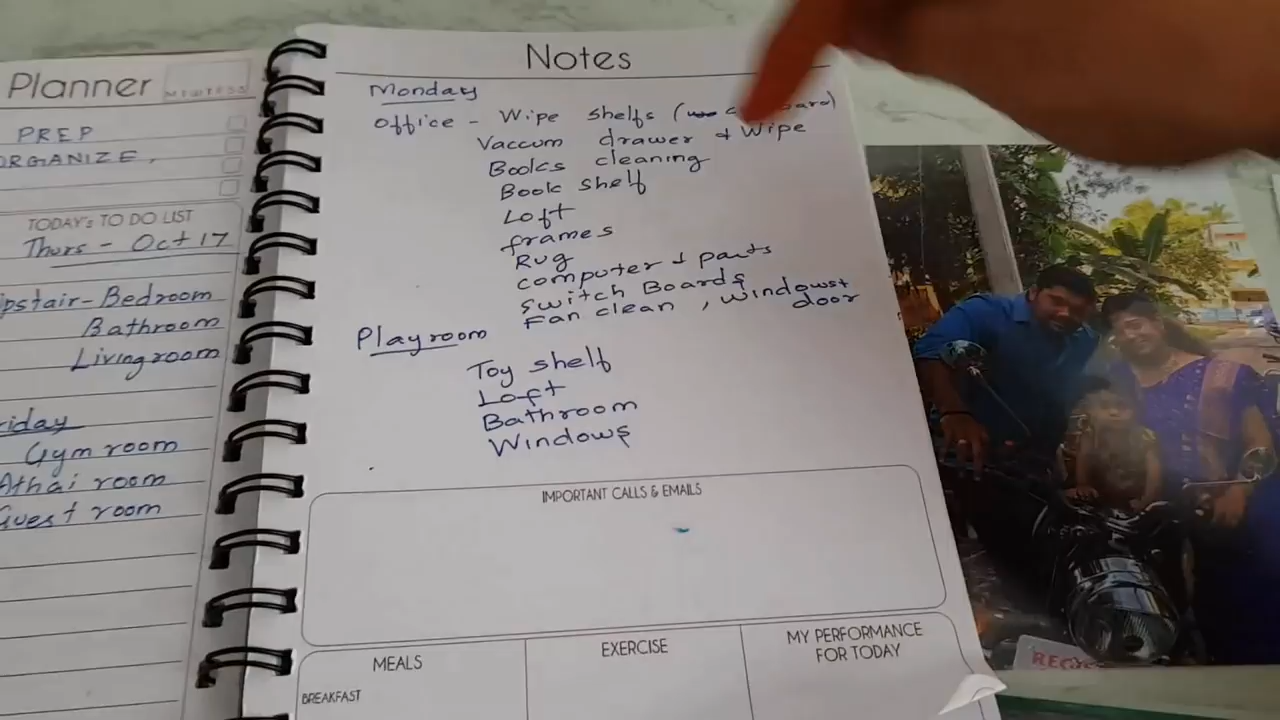 Planner
PREP
ORGANIZE.
TODAY's TO DO LIST
Thurs - Oct 17
Bedroom
Bathroom
Livingroom
Gym room
Athai room
Guest room
Notes
Monday
Office - Wipe shelfs (
Vaccum drawer & Wipe
Books cleaning
Book shelf
Loft
frames
Rug
computer & parts
Switch Boards
Fan clean, windows+
door
Playroom
Toy shelf
Loft
Bathroom
Windows
IMPORTANT CALLS & EMAILS
MEALS
BREAKFAST
EXERCISE
MY PERFORMANCE
FOR TODAY